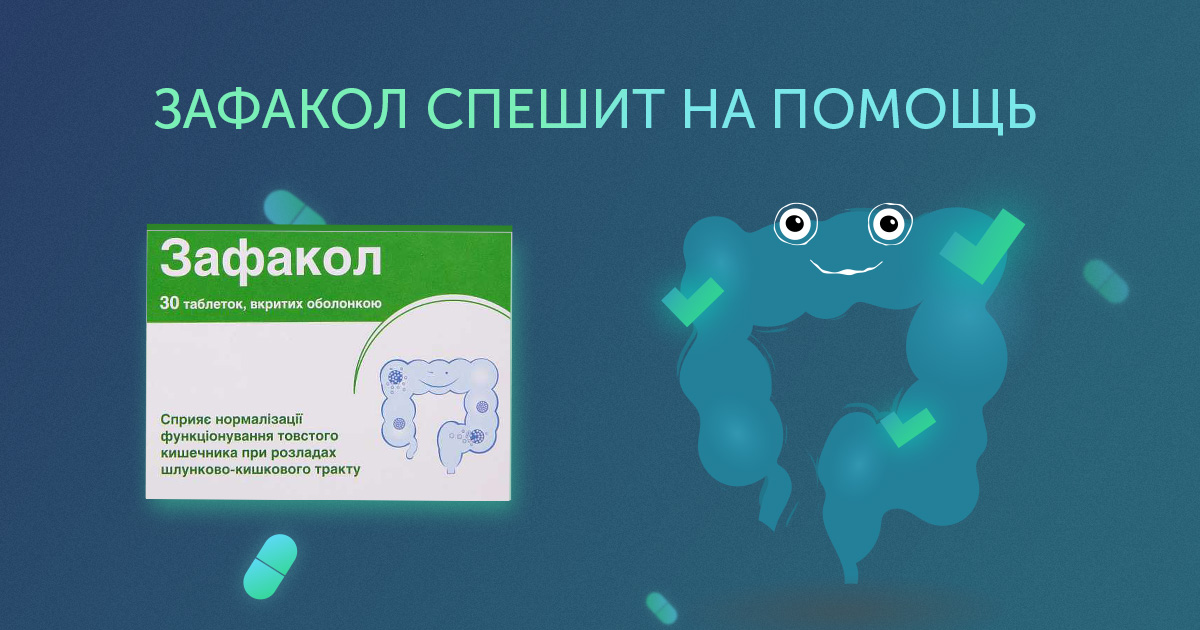 ЗАФАКОЛ СПЕШИТ НА ПОМОЩЬ
Зафакол
30 таблеток, вкритих оболонкою
Сприяє нормалізації
функціонування товстого
кишечника при розладах
шлунково-кишкового тракту